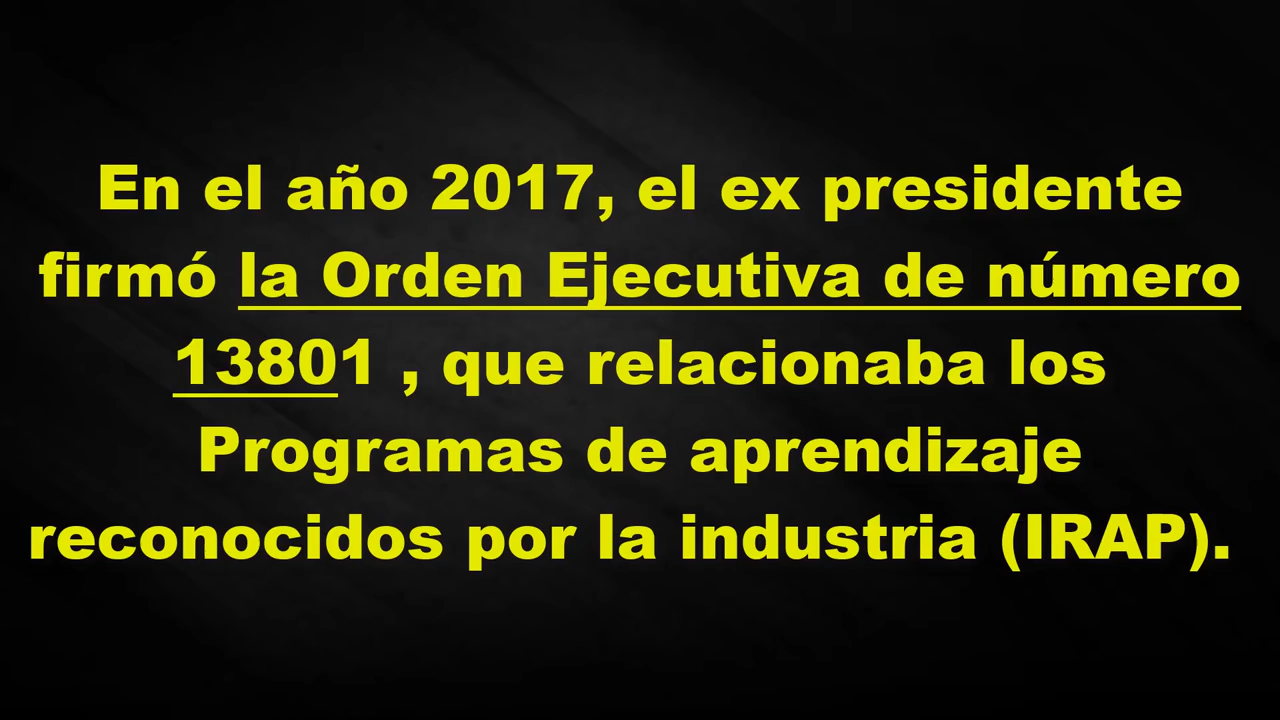 En el año 2017, el ex presidente
firmó la Orden Ejecutiva de número
13801 , que relacionaba los
Programas de aprendizaje
reconocidos por la industria (IRAP).